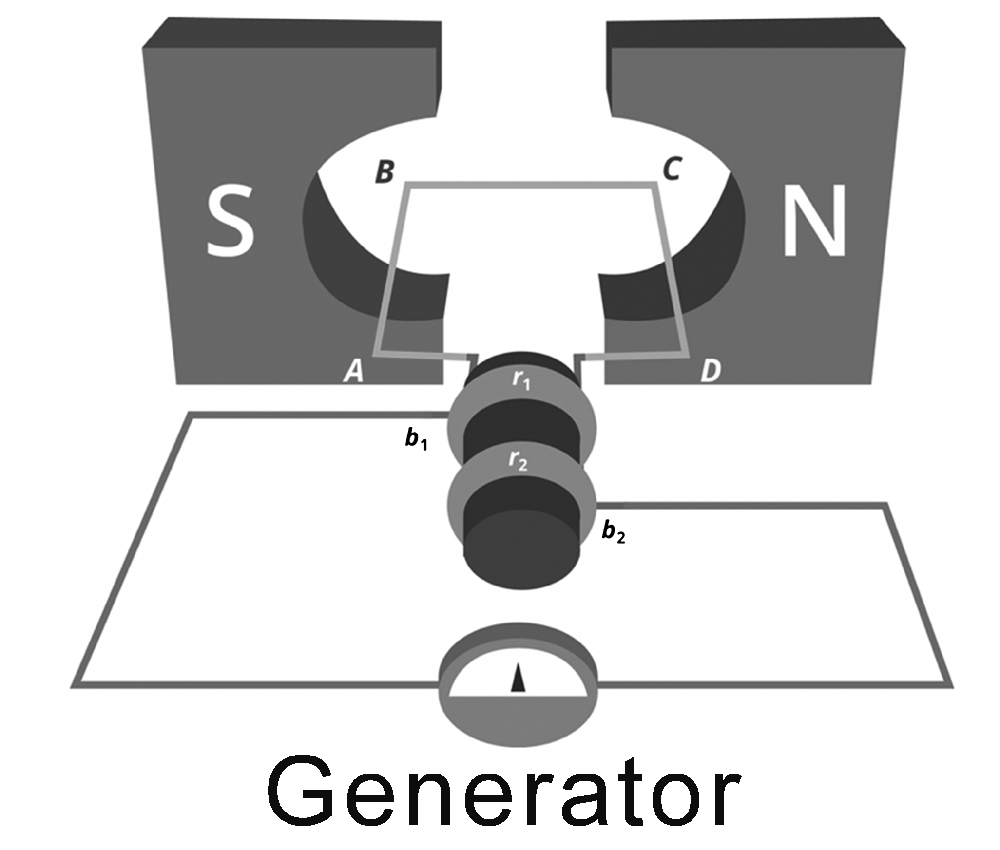 B C
S N
A D
r₁
b₁
r₂
b₂
Generator